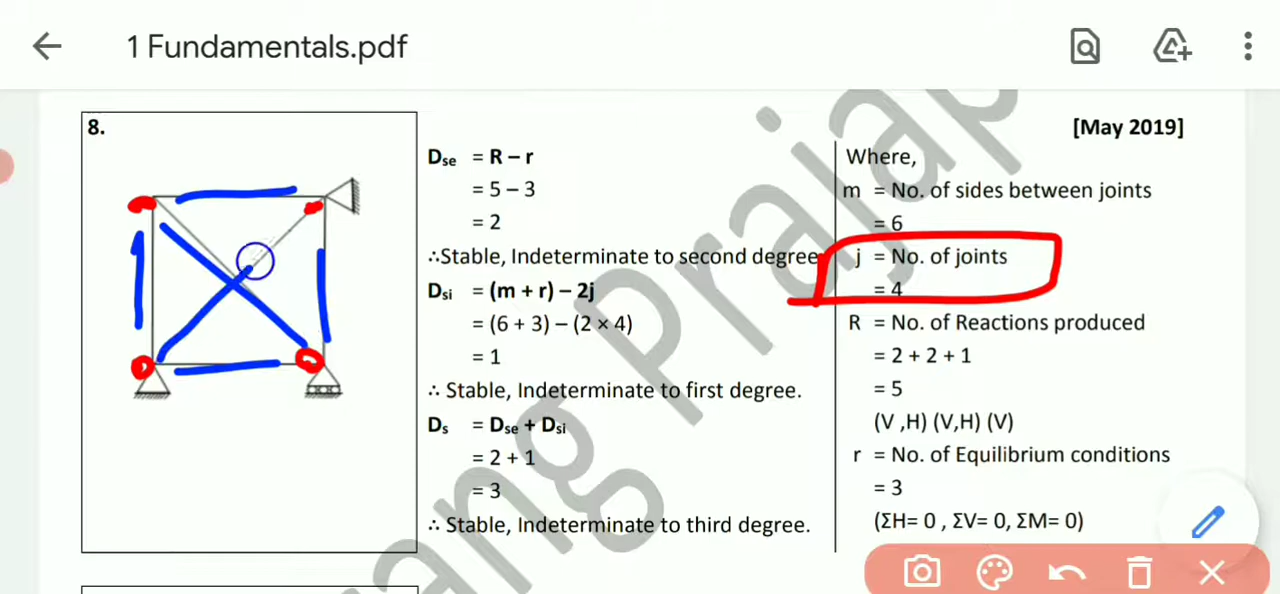 1 Fundamentals.pdf
8.
[May 2019]
Dse = R – r
= 5 – 3
= 2
∴Stable, Indeterminate to second degree
Dsi = (m + r) – 2j
= (6 + 3) – (2 × 4)
= 1
∴ Stable, Indeterminate to first degree.
Ds = Dse + Dsi
= 2 + 1
= 3
∴ Stable, Indeterminate to third degree.
Where,
m = No. of sides between joints
= 6
j = No. of joints
= 4
R = No. of Reactions produced
= 2 + 2 + 1
= 5
(V ,H) (V,H) (V)
r = No. of Equilibrium conditions
= 3
(ΣH= 0 , ΣV= 0, ΣM= 0)
ang Prajap